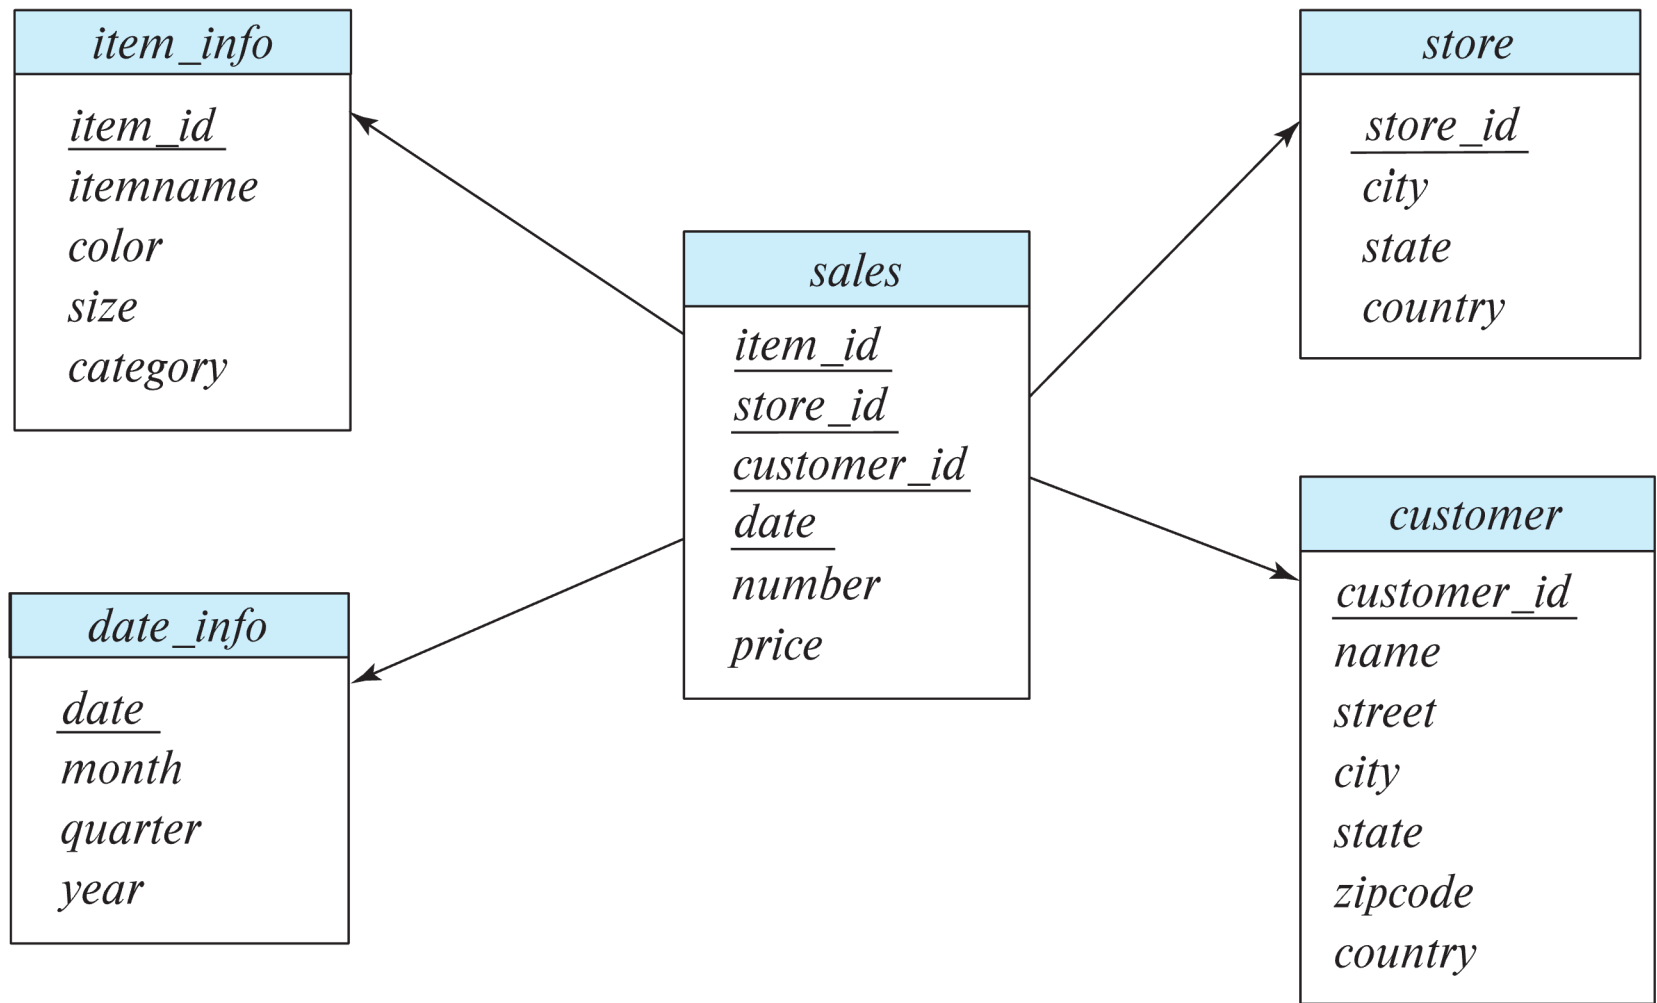 item_info
item_id
itemname
color
size
category
store
store_id
city
state
country
sales
item_id
store_id
customer_id
date
number
price
date_info
date
month
quarter
year
customer
customer_id
name
street
city
state
zipcode
country